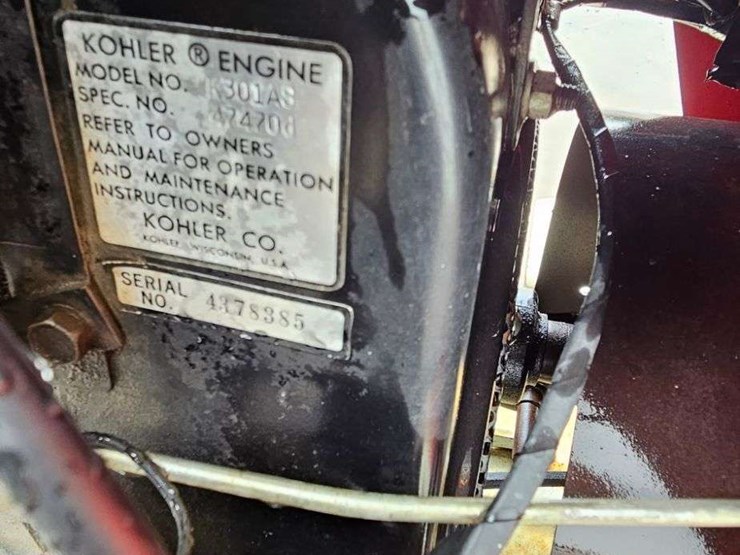 KOHLER ® ENGINE
MODEL NO. K301AS
SPEC. NO. 47470d
REFER TO OWNERS
MANUAL FOR OPERATION
AND MAINTENANCE
INSTRUCTIONS.
KOHLER CO.
KOHLER, WISCONSIN, U.S.A.
SERIAL
NO. 4378385